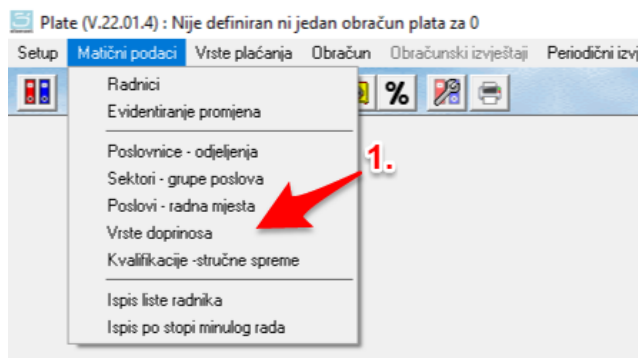 Plate (V.22.01.4) : Nije definiran ni jedan obračun plata za 0
Setup Matični podaci Vrste plaćanja Obračun Obračunski izvještaji Periodični izvj
%
Radnici
Evidentiranje promjena
Poslovnice - odjeljenja
1.
Sektori - grupe poslova
Poslovi - radna mjesta
Vrste doprinosa
Kvalifikacije -stručne spreme
Ispis liste radnika
Ispis po stopi minulog rada